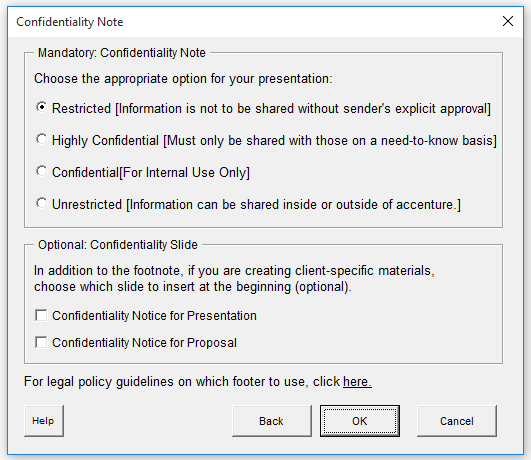 Confidentiality Note
Mandatory: Confidentiality Note
Choose the appropriate option for your presentation:
Restricted [Information is not to be shared without sender's explicit approval]
Highly Confidential [Must only be shared with those on a need-to-know basis]
Confidential[For Internal Use Only]
Unrestricted [Information can be shared inside or outside of accenture.]
Optional: Confidentiality Slide
In addition to the footnote, if you are creating client-specific materials,
choose which slide to insert at the beginning (optional).
Confidentiality Notice for Presentation
Confidentiality Notice for Proposal
For legal policy guidelines on which footer to use, click here.
Help Back OK Cancel